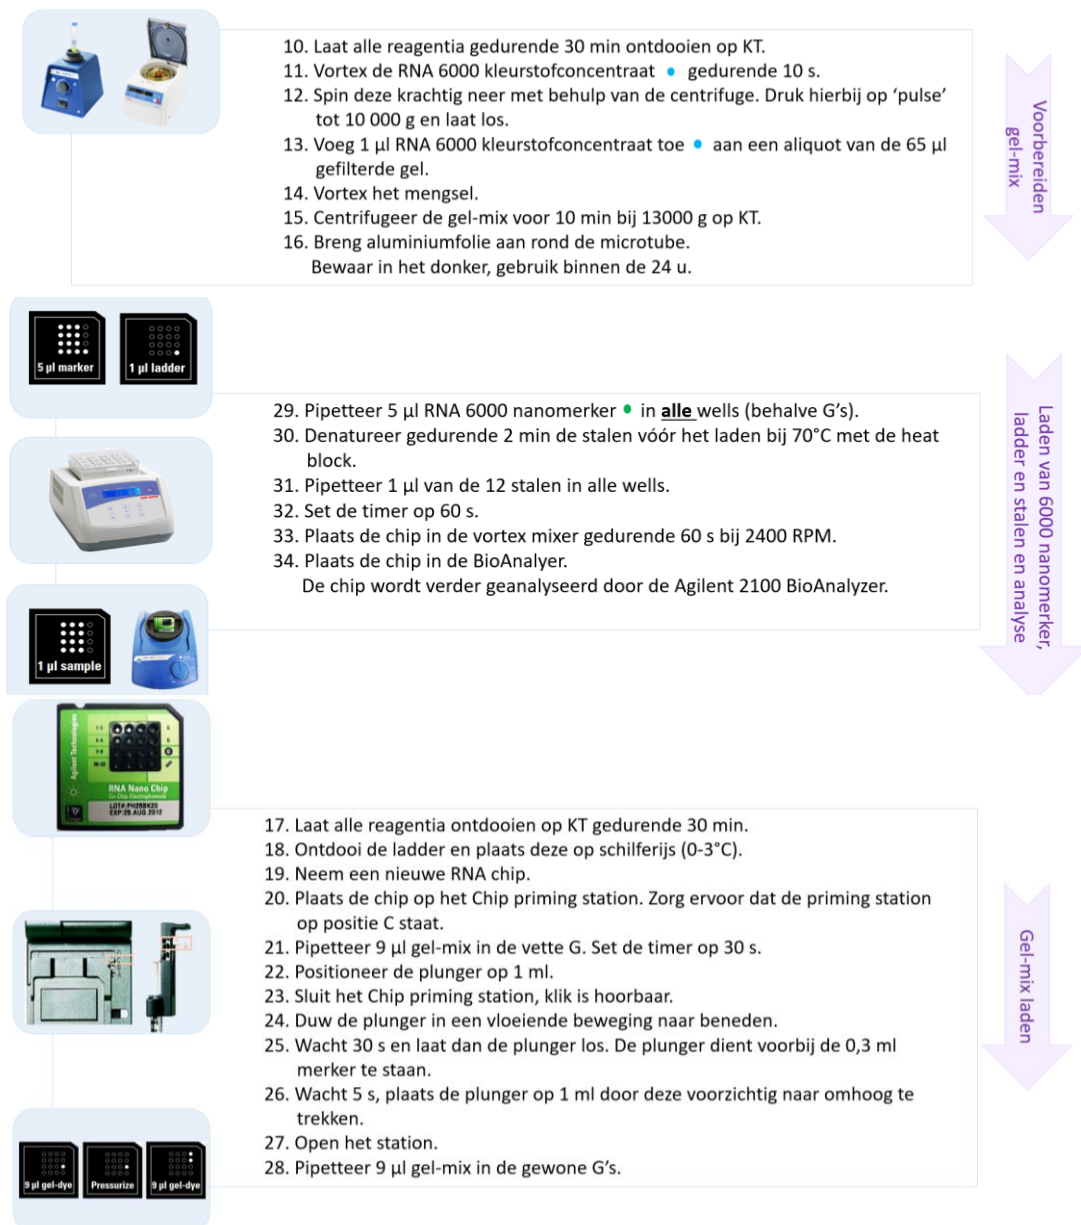 10. Laat alle reagentia gedurende 30 min ontdooien op KT.
11. Vortex de RNA 6000 kleurstofconcentraat • gedurende 10 s.
12. Spin deze krachtig neer met behulp van de centrifuge. Druk hierbij op ‘pulse’
tot 10 000 g en laat los.
13. Voeg 1 µl RNA 6000 kleurstofconcentraat toe • aan een aliquot van de 65 µl
gefilterde gel.
14. Vortex het mengsel.
15. Centrifugeer de gel-mix voor 10 min bij 13000 g op KT.
16. Breng aluminiumfolie aan rond de microtube.
Bewaar in het donker, gebruik binnen de 24 u.
Voorbereiden
gel-mix
5 µl marker
1 µl ladder
29. Pipetteer 5 µl RNA 6000 nanomerker • in alle wells (behalve G’s).
30. Denatureer gedurende 2 min de stalen vóór het laden bij 70°C met de heat
block.
31. Pipetteer 1 µl van de 12 stalen in alle wells.
32. Set de timer op 60 s.
33. Plaats de chip in de vortex mixer gedurende 60 s bij 2400 RPM.
34. Plaats de chip in de BioAnalyer.
De chip wordt verder geanalyseerd door de Agilent 2100 BioAnalyzer.
1 µl sample
Laden van 6000 nanomerker,
ladder en stalen en analyse
Agilent Technologies
RNA Nano Chip
LOT#:PH25BK20
EXP:25.AUG.2012
17. Laat alle reagentia ontdooien op KT gedurende 30 min.
18. Ontdooi de ladder en plaats deze op schilferijs (0-3°C).
19. Neem een nieuwe RNA chip.
20. Plaats de chip op het Chip priming station. Zorg ervoor dat de priming station
op positie C staat.
21. Pipetteer 9 µl gel-mix in de vette G. Set de timer op 30 s.
22. Positioneer de plunger op 1 ml.
23. Sluit het Chip priming station, klik is hoorbaar.
24. Duw de plunger in een vloeiende beweging naar beneden.
25. Wacht 30 s en laat dan de plunger los. De plunger dient voorbij de 0,3 ml
merker te staan.
26. Wacht 5 s, plaats de plunger op 1 ml door deze voorzichtig naar omhoog te
trekken.
27. Open het station.
28. Pipetteer 9 µl gel-mix in de gewone G’s.
9 µl gel-dye
Pressurize
9 µl gel-dye
Gel-mix laden